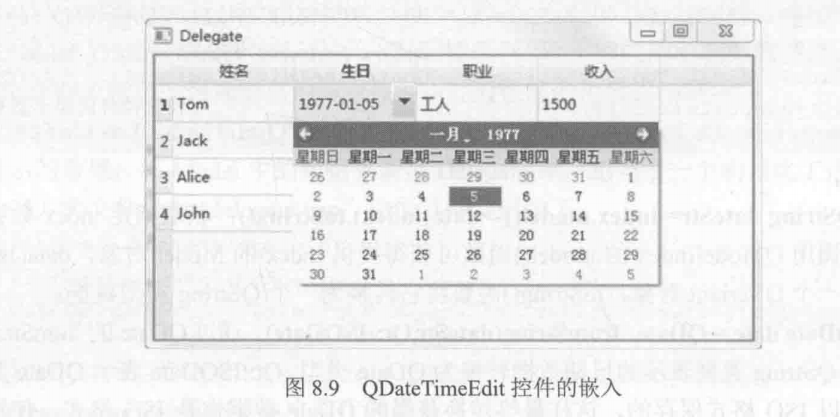 Delegate
姓名 生日 职业 收入
1 Tom 1977-01-05 工人 1500
2 Jack
3 Alice
4 John
一月, 1977
星期日 星期一 星期二 星期三 星期四 星期五 星期六
26 27 28 29 30 31 1
2 3 4 5 6 7 8
9 10 11 12 13 14 15
16 17 18 19 20 21 22
23 24 25 26 27 28 29
30 31 1 2 3 4 5
图 8.9 QDateTimeEdit 控件的嵌入